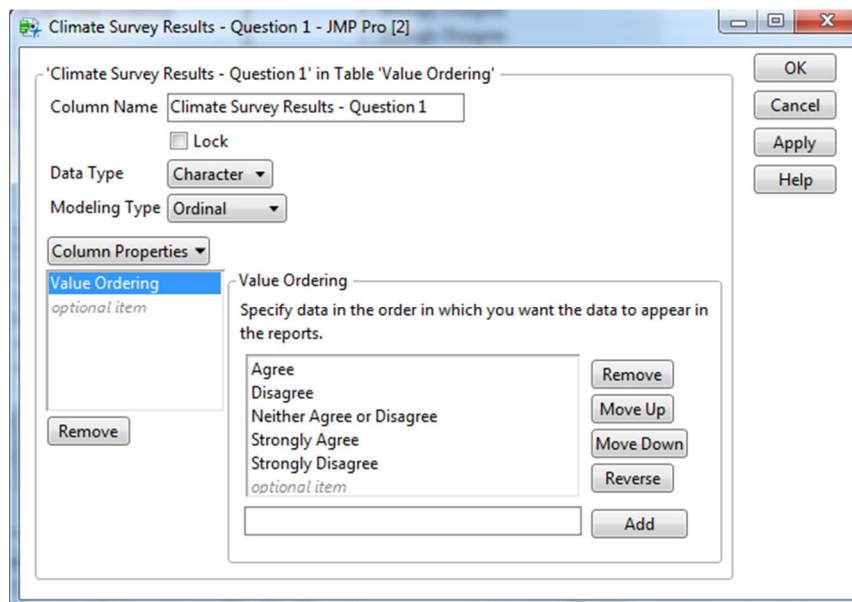 Climate Survey Results - Question 1 - JMP Pro [2]
'Climate Survey Results - Question 1' in Table 'Value Ordering'
Column Name Climate Survey Results - Question 1
Lock
Data Type Character
Modeling Type Ordinal
Column Properties
Value Ordering
optional item
Remove
Value Ordering
Specify data in the order in which you want the data to appear in
the reports.
Agree
Disagree
Neither Agree or Disagree
Strongly Agree
Strongly Disagree
optional item
Remove
Move Up
Move Down
Reverse
Add
OK
Cancel
Apply
Help